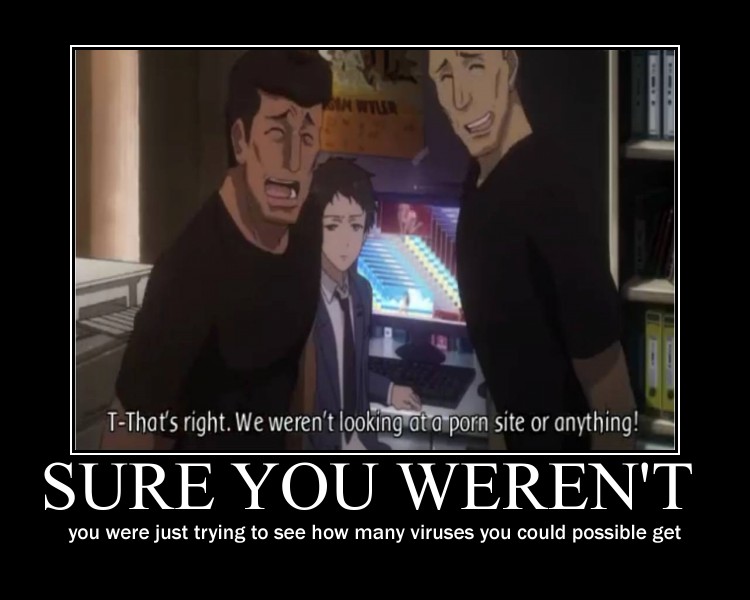 T-That's right. We weren't looking at a porn site or anything!
SURE YOU WEREN'T
you were just trying to see how many viruses you could possible get